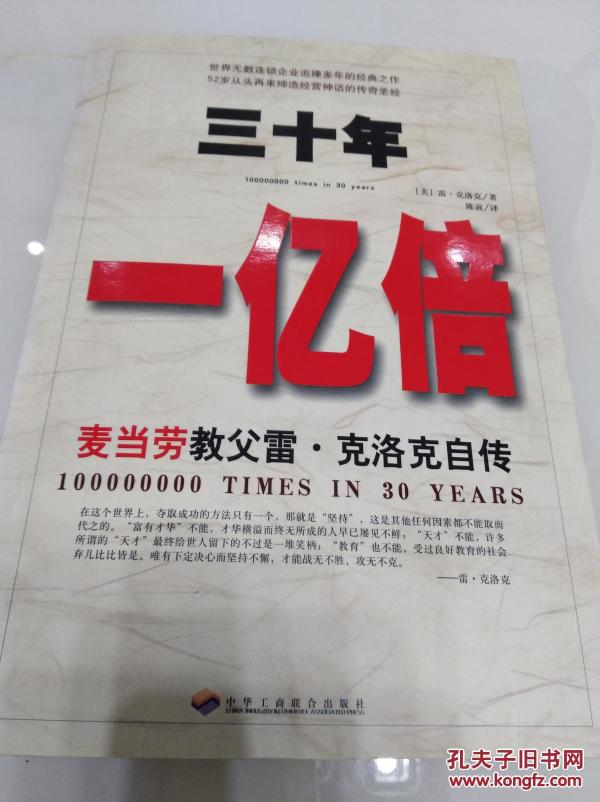 世界无数连锁企业追捧多年的经典之作
52岁从头再来缔造经营神话的传奇圣经
三十年
100000000 times in 30 years
[美]雷·克洛克/著
陈寅/译
一亿倍
麦当劳教父雷·克洛克自传
100000000 TIMES IN 30 YEARS
在这个世界上，夺取成功的方法只有一个，那就是“坚持”，这是其他任何因素都不能取而
代之的。“富有才华”不能，才华横溢而终无所成的人早已屡见不鲜；“天才”不能，许多
所谓的“天才”最终给世人留下的不过是一堆笑柄；“教育”也不能，受过良好教育的社会
弃儿比比皆是。唯有下定决心而坚持不懈，才能战无不胜，攻无不克。
——雷·克洛克
中华工商联合出版社
CHINA INDUSTRY&COMMERCE ASSOCIATED PRESS
孔夫子旧书网
www.kongfz.com